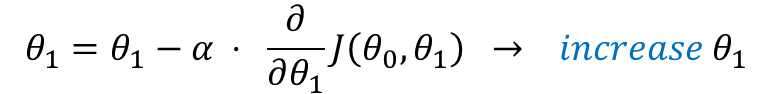 θ₁ = θ₁ − α · ∂/∂θ₁ J(θ₀, θ₁) → increase θ₁